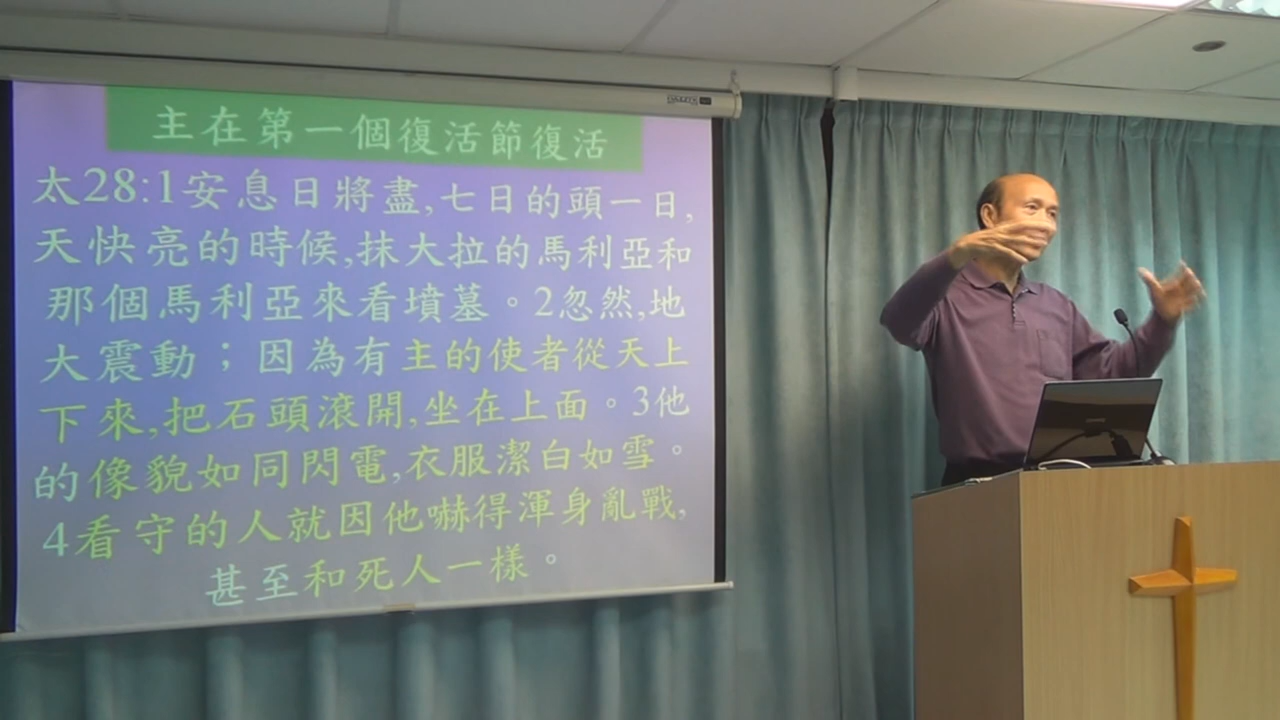 主在第一個復活節復活
太28:1安息日將盡,七日的頭一日,
天快亮的時候,抹大拉的馬利亞和
那個馬利亞來看墳墓。2忽然,地
大震動；因為有主的使者從天上
下來,把石頭滾開,坐在上面。3他
的像貌如同閃電,衣服潔白如雪。
4看守的人就因他嚇得渾身亂戰,
甚至和死人一樣。